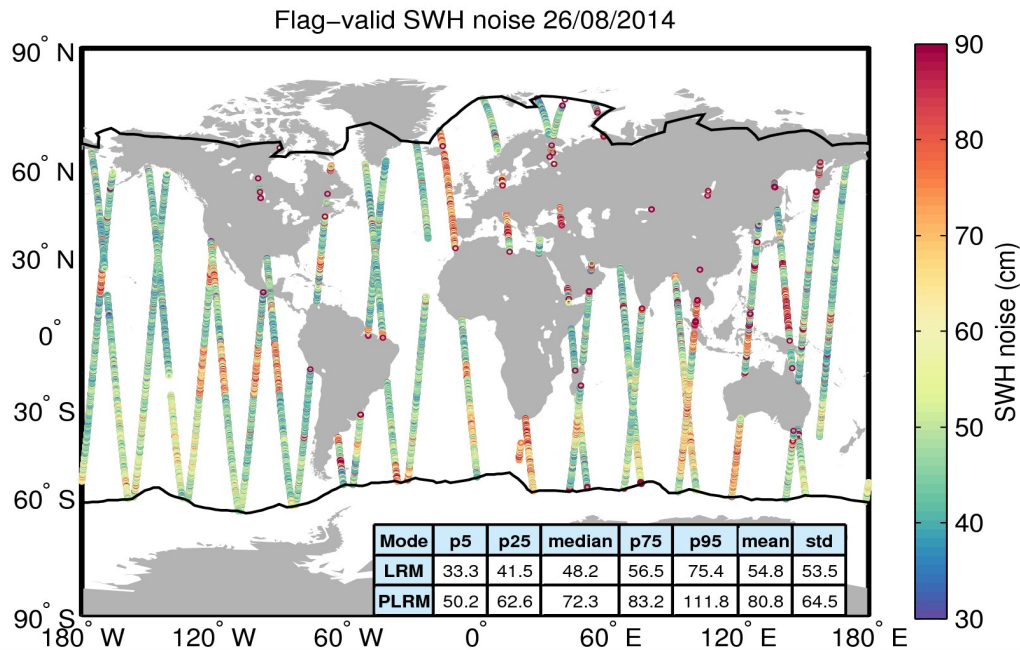 Flag−valid SWH noise 26/08/2014
90° N
60° N
30° N
0°
30° S
60° S
90° S
180° W
120° W
60° W
0°
60° E
120° E
180° E
Mode p5 p25 median p75 p95 mean std
LRM 33.3 41.5 48.2 56.5 75.4 54.8 53.5
PLRM 50.2 62.6 72.3 83.2 111.8 80.8 64.5
90
80
70
60
50
40
30
SWH noise (cm)